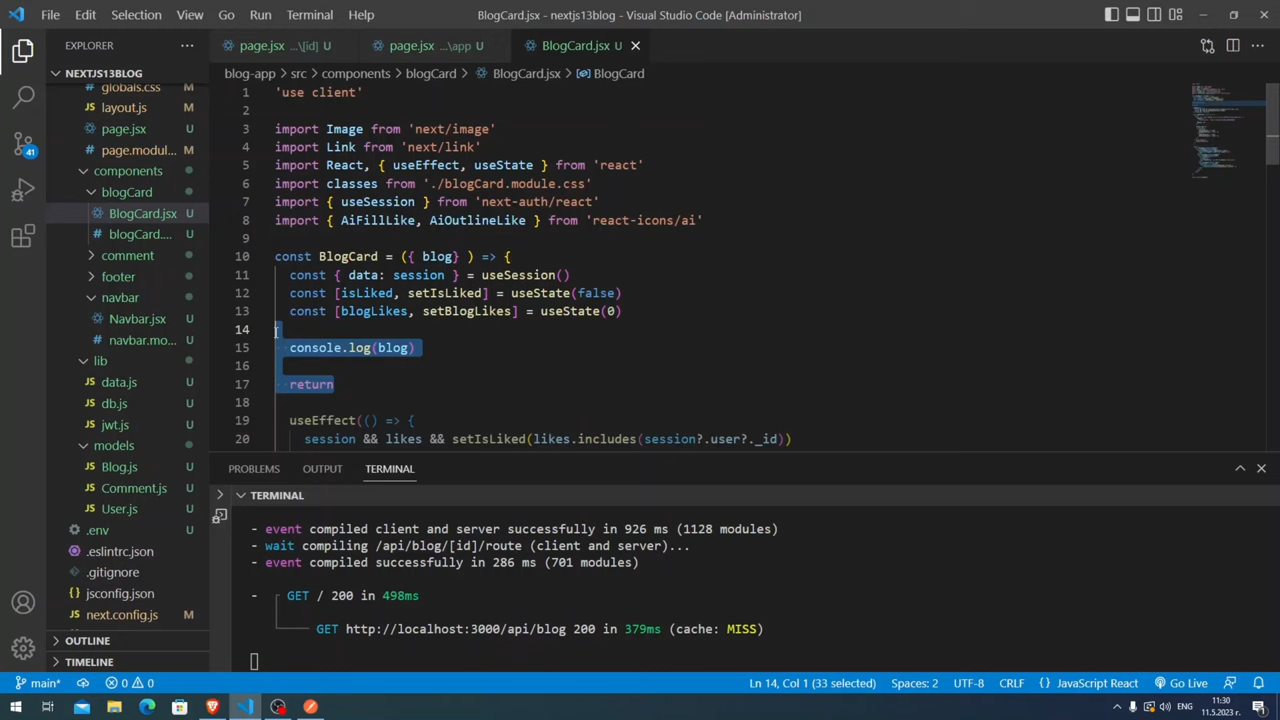 File Edit Selection View Go Run Terminal Help
BlogCard.jsx - nextjs13blog - Visual Studio Code [Administrator]
EXPLORER
page.jsx ...\[id] U
page.jsx ...\app U
BlogCard.jsx U
NEXTJS13BLOG
blog-app > src > components > blogCard > BlogCard.jsx > BlogCard
globals.css M
layout.js M
page.jsx U
page.modul... M
components
blogCard
BlogCard.jsx U
blogCard.... U
comment
footer
navbar
Navbar.jsx U
navbar.mo... U
lib
data.js U
db.js U
jwt.js U
models
Blog.js U
Comment.js U
User.js U
.env U
.eslintrc.json U
.gitignore U
jsconfig.json U
next.config.js M
OUTLINE
TIMELINE
41
1 'use client'
2
3 import Image from 'next/image'
4 import Link from 'next/link'
5 import React, { useEffect, useState } from 'react'
6 import classes from './blogCard.module.css'
7 import { useSession } from 'next-auth/react'
8 import { AiFillLike, AiOutlineLike } from 'react-icons/ai'
9
10 const BlogCard = ({ blog} ) => {
11 const { data: session } = useSession()
12 const [isLiked, setIsLiked] = useState(false)
13 const [blogLikes, setBlogLikes] = useState(0)
14
15 console.log(blog)
16
17 return
18
19 useEffect(() => {
20 session && likes && setIsLiked(likes.includes(session?.user?._id))
PROBLEMS OUTPUT TERMINAL
TERMINAL
- event compiled client and server successfully in 926 ms (1128 modules)
- wait compiling /api/blog/[id]/route (client and server)...
- event compiled successfully in 286 ms (701 modules)
- GET / 200 in 498ms
GET http://localhost:3000/api/blog 200 in 379ms (cache: MISS)
main* 0 0 Ln 14, Col 1 (33 selected) Spaces: 2 UTF-8 CRLF JavaScript React Go Live
ENG 11:30
11.5.2023 г.